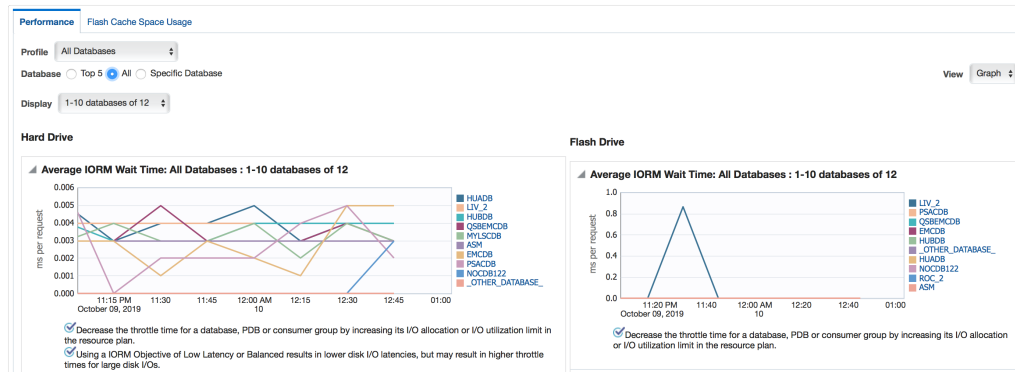 Performance
Flash Cache Space Usage
Profile All Databases
Database Top 5 All Specific Database
View Graph
Display 1-10 databases of 12
Hard Drive
Average IORM Wait Time: All Databases : 1-10 databases of 12
ms per request
0.006
0.005
0.004
0.003
0.002
0.001
0.000
11:15 PM 11:30 11:45 12:00 AM 12:15 12:30 12:45 01:00
October 09, 2019 10
HUADB
LIV_2
HUBDB
QSBEMCDB
MYLSCDB
ASM
EMCDB
PSACDB
NOCDB122
_OTHER_DATABASE_
Decrease the throttle time for a database, PDB or consumer group by increasing its I/O allocation or I/O utilization limit in
the resource plan.
Using a IORM Objective of Low Latency or Balanced results in lower disk I/O latencies, but may result in higher throttle
times for large disk I/Os.
Flash Drive
Average IORM Wait Time: All Databases : 1-10 databases of 12
ms per request
1.0
0.8
0.6
0.4
0.2
0.0
11:20 PM 11:40 12:00 AM 12:20 12:40 01:00
October 09, 2019 10
LIV_2
PSACDB
QSBEMCDB
EMCDB
HUBDB
_OTHER_DATABASE_
HUADB
NOCDB122
ROC_2
ASM
Decrease the throttle time for a database, PDB or consumer group by increasing its I/O allocation
or I/O utilization limit in the resource plan.